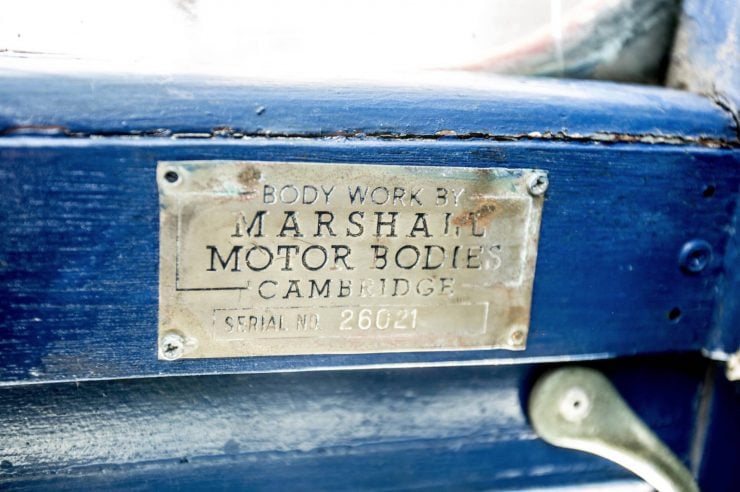 BODY WORK BY
MARSHALL
MOTOR BODIES
CAMBRIDGE
SERIAL NO. 26021